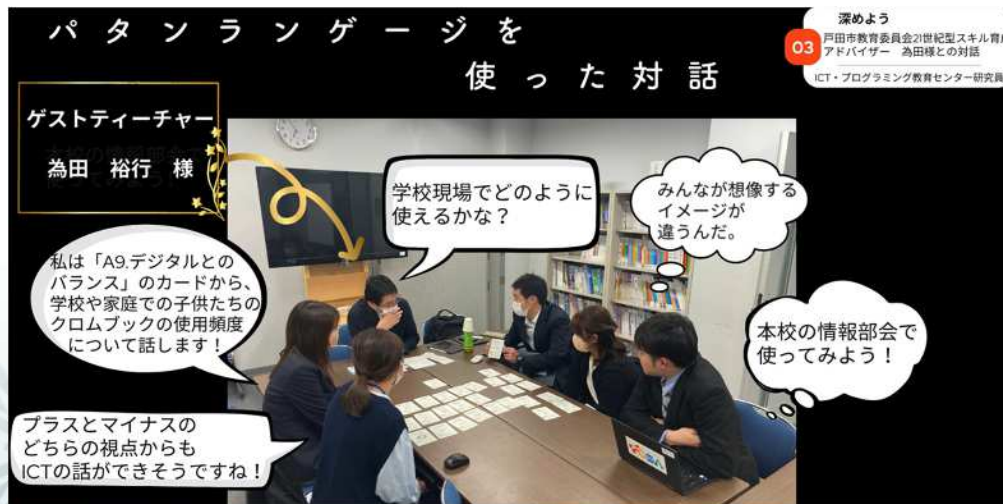 パタンランゲージを
使った対話
03
深めよう
戸田市教育委員会21世紀型スキル育
アドバイザー 為田様との対話
ICT・プログラミング教育センター研究員
ゲストティーチャー
為田 裕行 様
学校現場でどのように
使えるかな？
みんなが想像する
イメージが
違うんだ。
私は「A9.デジタルとの
バランス」のカードから、
学校や家庭での子供たちの
クロムブックの使用頻度
について話します！
本校の情報部会で
使ってみよう！
プラスとマイナスの
どちらの視点からも
ICTの話ができそうですね！